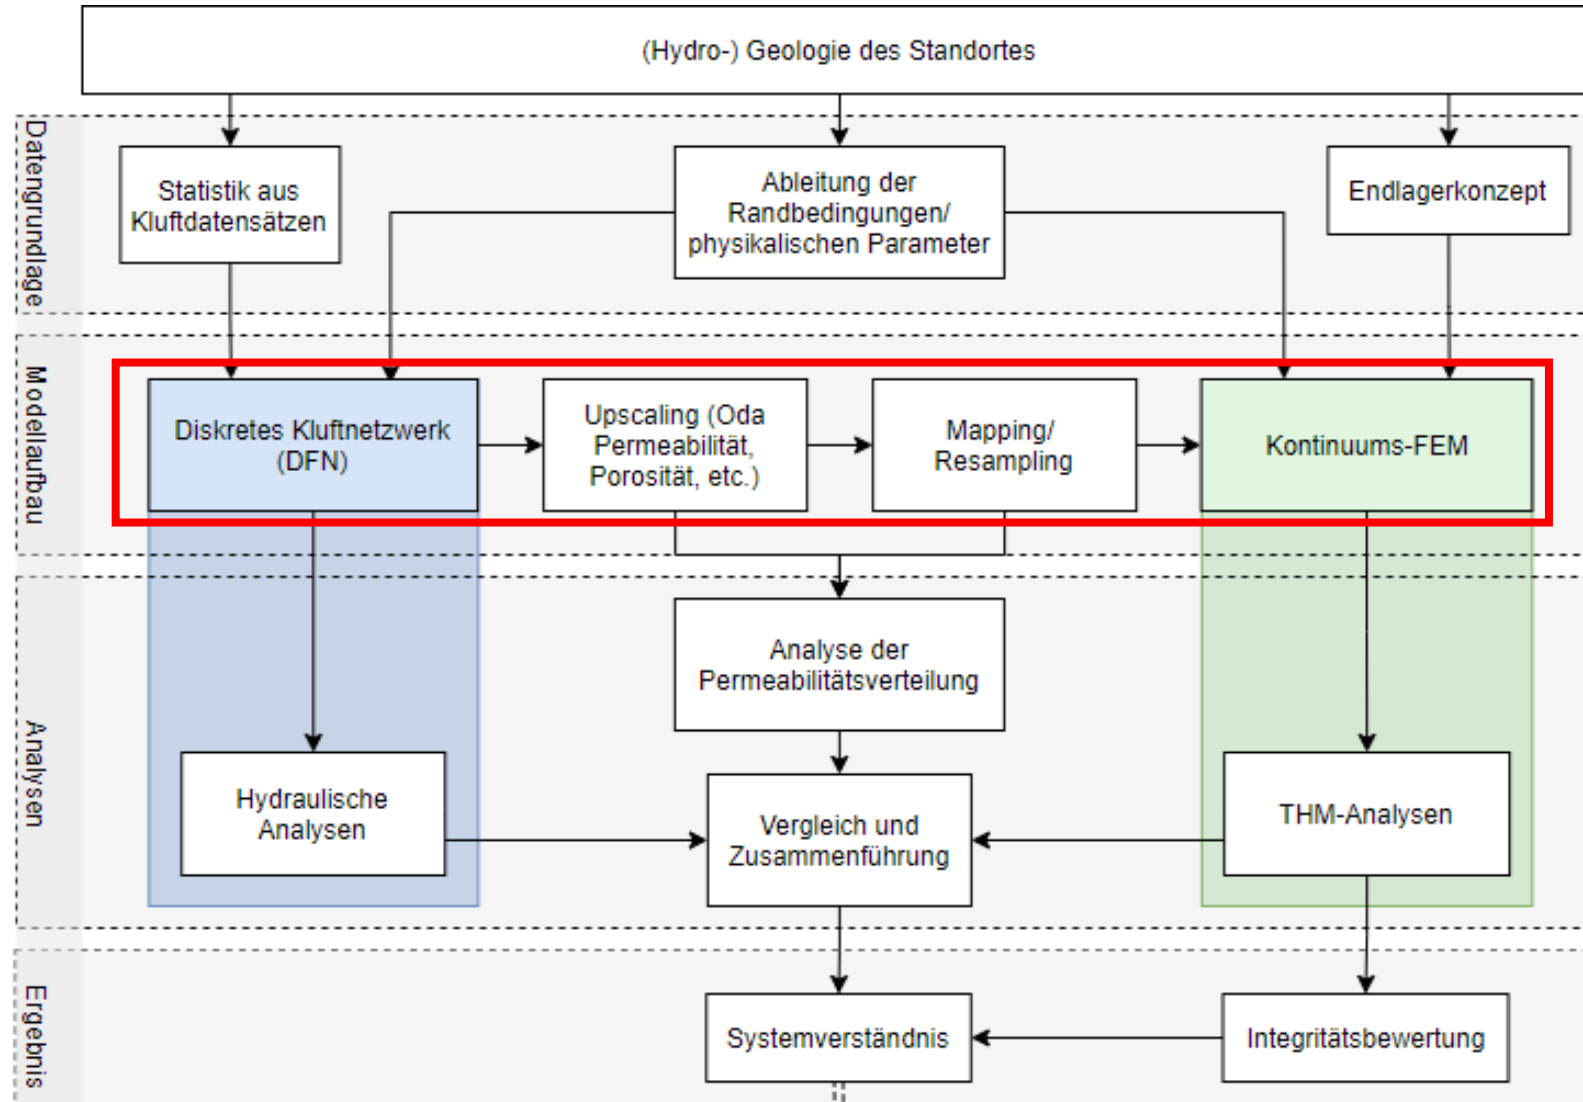 (Hydro-) Geologie des Standortes
Datengrundlage
Statistik aus
Kluftdatensätzen
Ableitung der
Randbedingungen/
physikalischen Parameter
Endlagerkonzept
Modellaufbau
Diskretes Kluftnetzwerk
(DFN)
Upscaling (Oda
Permeabilität,
Porosität, etc.)
Mapping/
Resampling
Kontinuums-FEM
Analysen
Analyse der
Permeabilitätsverteilung
Hydraulische
Analysen
Vergleich und
Zusammenführung
THM-Analysen
Ergebnis
Systemverständnis
Integritätsbewertung